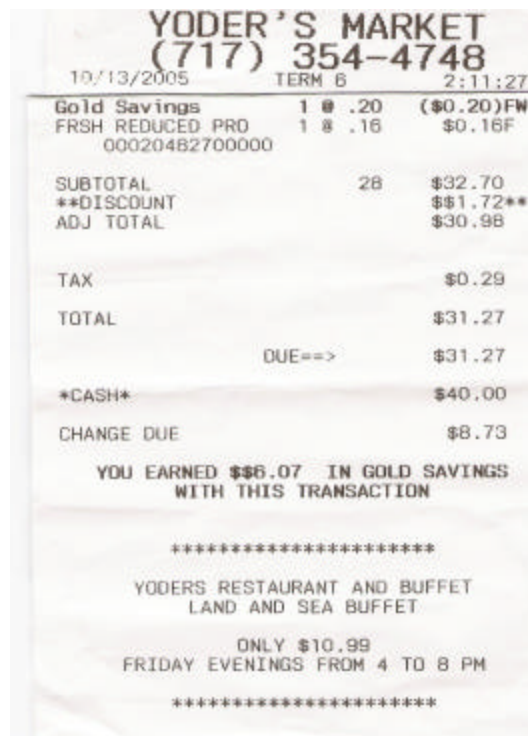 YODER'S MARKET
(717) 354-4748
10/13/2005 TERM 6 2:11:27
Gold Savings 1 @ .20 ($0.20)FW
FRSH REDUCED PRO 1 @ .16 $0.16F
00020482700000
SUBTOTAL 28 $32.70
**DISCOUNT $$1.72**
ADJ TOTAL $30.98
TAX $0.29
TOTAL $31.27
DUE==> $31.27
*CASH* $40.00
CHANGE DUE $8.73
YOU EARNED $$6.07 IN GOLD SAVINGS
WITH THIS TRANSACTION
**********************
YODERS RESTAURANT AND BUFFET
LAND AND SEA BUFFET
ONLY $10.99
FRIDAY EVENINGS FROM 4 TO 8 PM
**********************